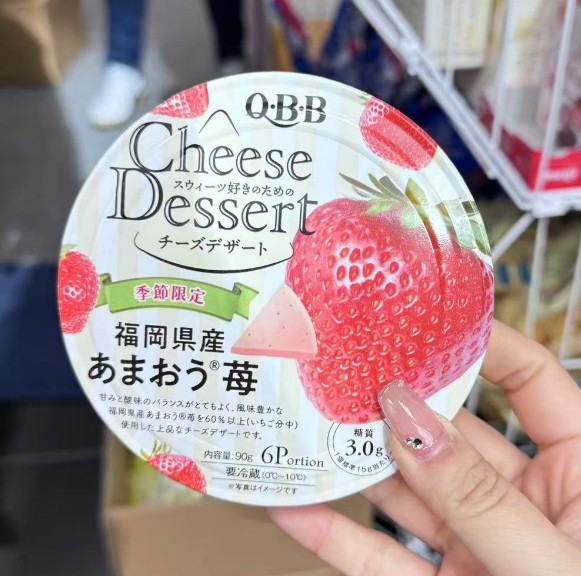 Q·B·B
Cheese
スウィーツ好きのための
Dessert
チーズデザート
季節限定
福岡県産
あまおう®苺
甘みと酸味のバランスがとてもよく、風味豊かな
福岡県産あまおう®苺を60%以上(いちご分中)
使用した上品なチーズデザートです。
内容量:90g 6Portion
要冷蔵(0℃~10℃)
※写真はイメージです
糖質
3.0g